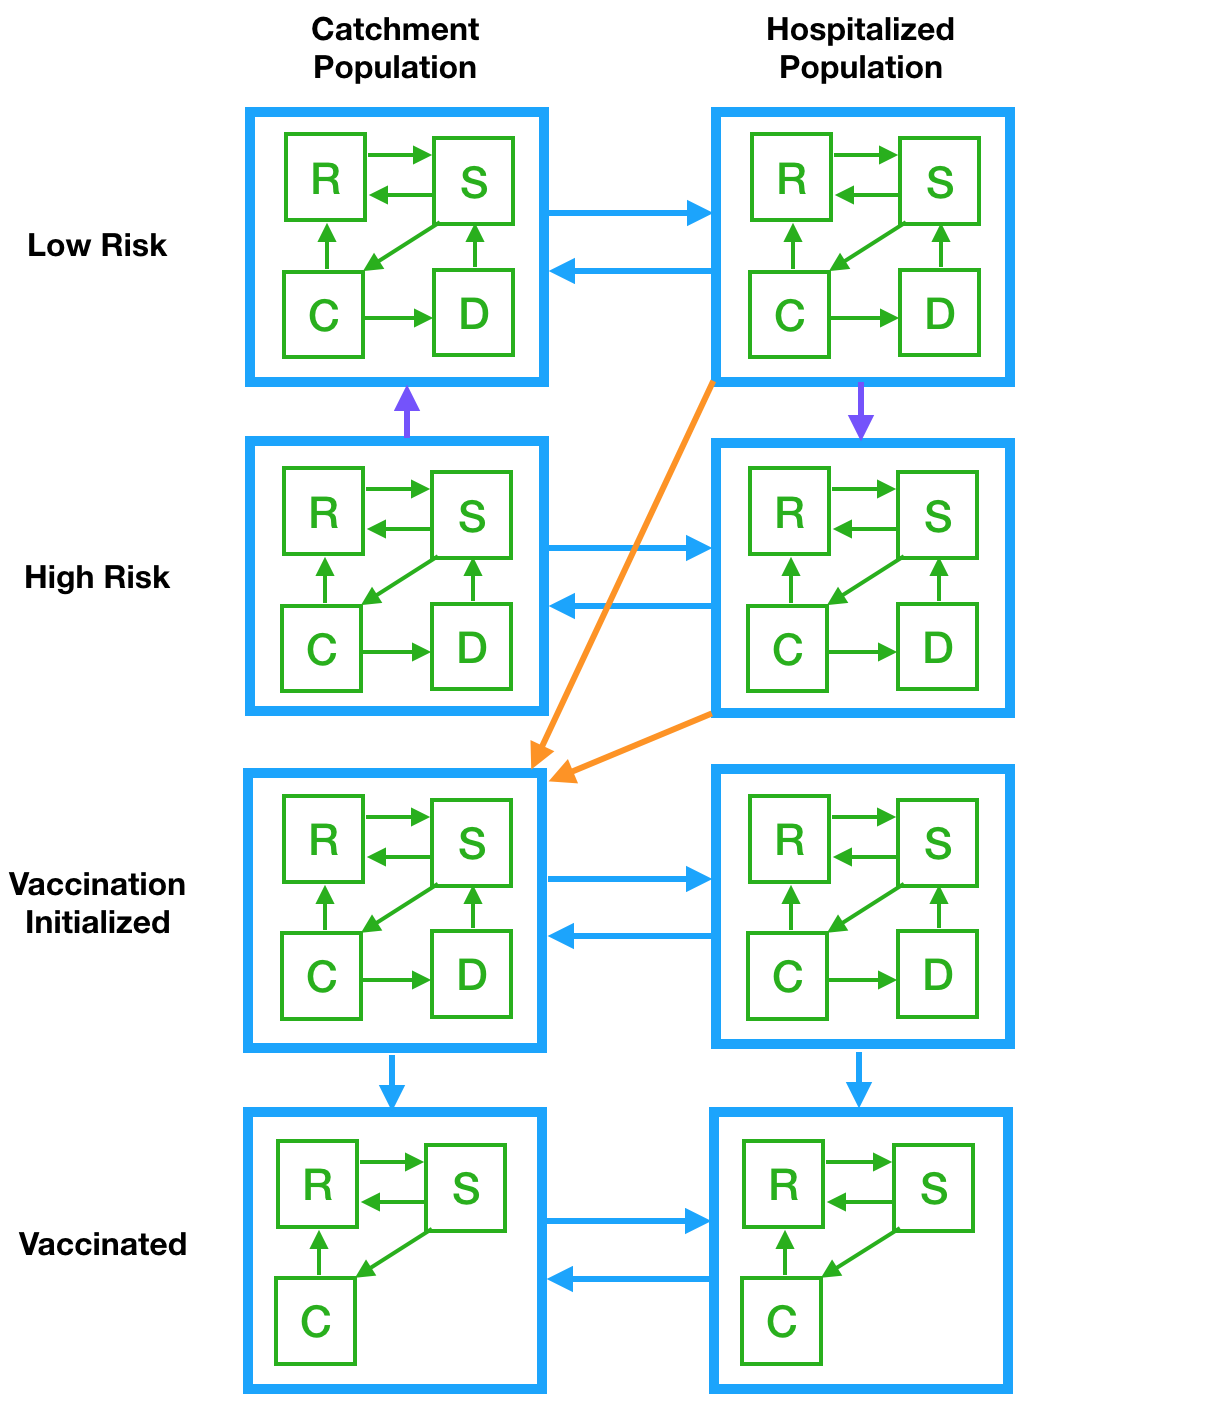 Catchment
Population
Hospitalized
Population
Low Risk
R S
C D
R S
C D
High Risk
R S
C D
R S
C D
Vaccination
Initialized
R S
C D
R S
C D
Vaccinated
R S
C
R S
C